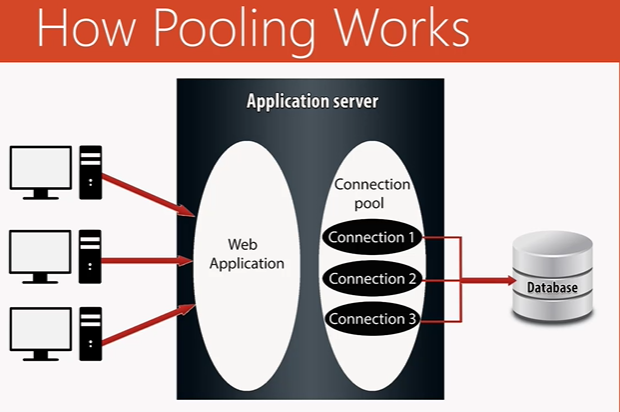 How Pooling Works
Application server
Web
Application
Connection
pool
Connection 1
Connection 2
Connection 3
Database